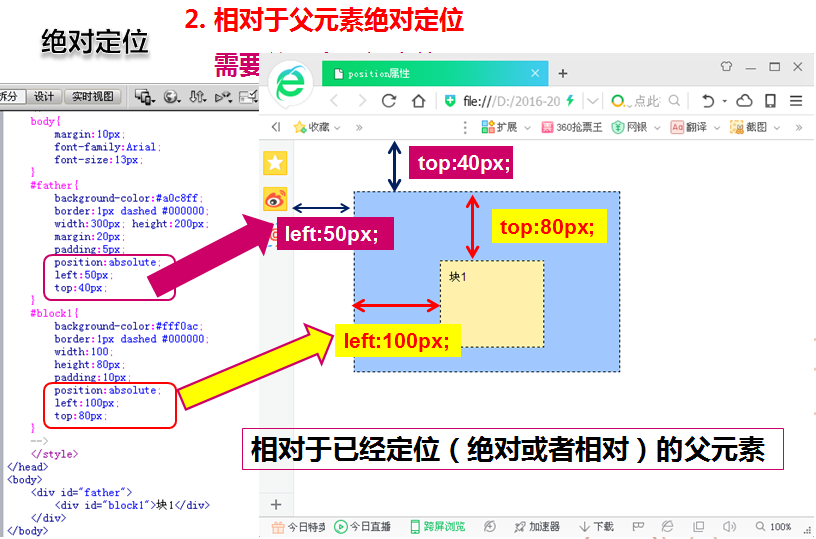 绝对定位
2. 相对于父元素绝对定位
需要
拆分 设计 实时视图
body{
margin:10px;
font-family:Arial;
font-size:13px;
}
#father{
background-color:#a0c8ff;
border:1px dashed #000000;
width:300px; height:200px;
margin:20px;
padding:5px;
position:absolute;
left:50px;
top:40px;
}
#block1{
background-color:#fff0ac;
border:1px dashed #000000;
width:100;
height:80px;
padding:10px;
position:absolute;
left:100px;
top:80px;
}
-->
</style>
</head>
<body>
<div id="father">
<div id="block1">块1</div>
</div>
</body>
position属性
file:///D:/2016-20
点此
收藏
扩展
360抢票王
网银
Aa 翻译
截图
top:40px;
left:50px;
top:80px;
块1
left:100px;
相对于已经定位（绝对或者相对）的父元素
今日特卖
今日直播
跨屏浏览
加速器
下载
100%